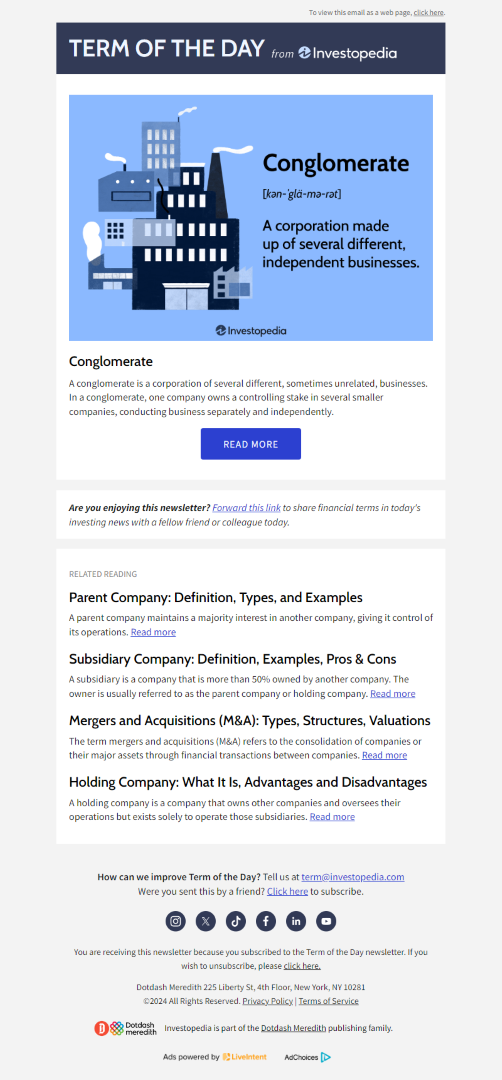 To view this email as a web page, click here.
TERM OF THE DAY from Investopedia
Conglomerate
[kən-ˈglä-mə-rət]
A corporation made
up of several different,
independent businesses.
Investopedia
Conglomerate
A conglomerate is a corporation of several different, sometimes unrelated, businesses.
In a conglomerate, one company owns a controlling stake in several smaller
companies, conducting business separately and independently.
READ MORE
Are you enjoying this newsletter? Forward this link to share financial terms in today's
investing news with a fellow friend or colleague today.
RELATED READING
Parent Company: Definition, Types, and Examples
A parent company maintains a majority interest in another company, giving it control of
its operations. Read more
Subsidiary Company: Definition, Examples, Pros & Cons
A subsidiary is a company that is more than 50% owned by another company. The
owner is usually referred to as the parent company or holding company. Read more
Mergers and Acquisitions (M&A): Types, Structures, Valuations
The term mergers and acquisitions (M&A) refers to the consolidation of companies or
their major assets through financial transactions between companies. Read more
Holding Company: What It Is, Advantages and Disadvantages
A holding company is a company that owns other companies and oversees their
operations but exists solely to operate those subsidiaries. Read more
How can we improve Term of the Day? Tell us at term@investopedia.com
Were you sent this by a friend? Click here to subscribe.
You are receiving this newsletter because you subscribed to the Term of the Day newsletter. If you
wish to unsubscribe, please click here.
Dotdash Meredith 225 Liberty St, 4th Floor, New York, NY 10281
©2024 All Rights Reserved. Privacy Policy | Terms of Service
Dotdash
meredith
Investopedia is part of the Dotdash Meredith publishing family.
Ads powered by LiveIntent AdChoices